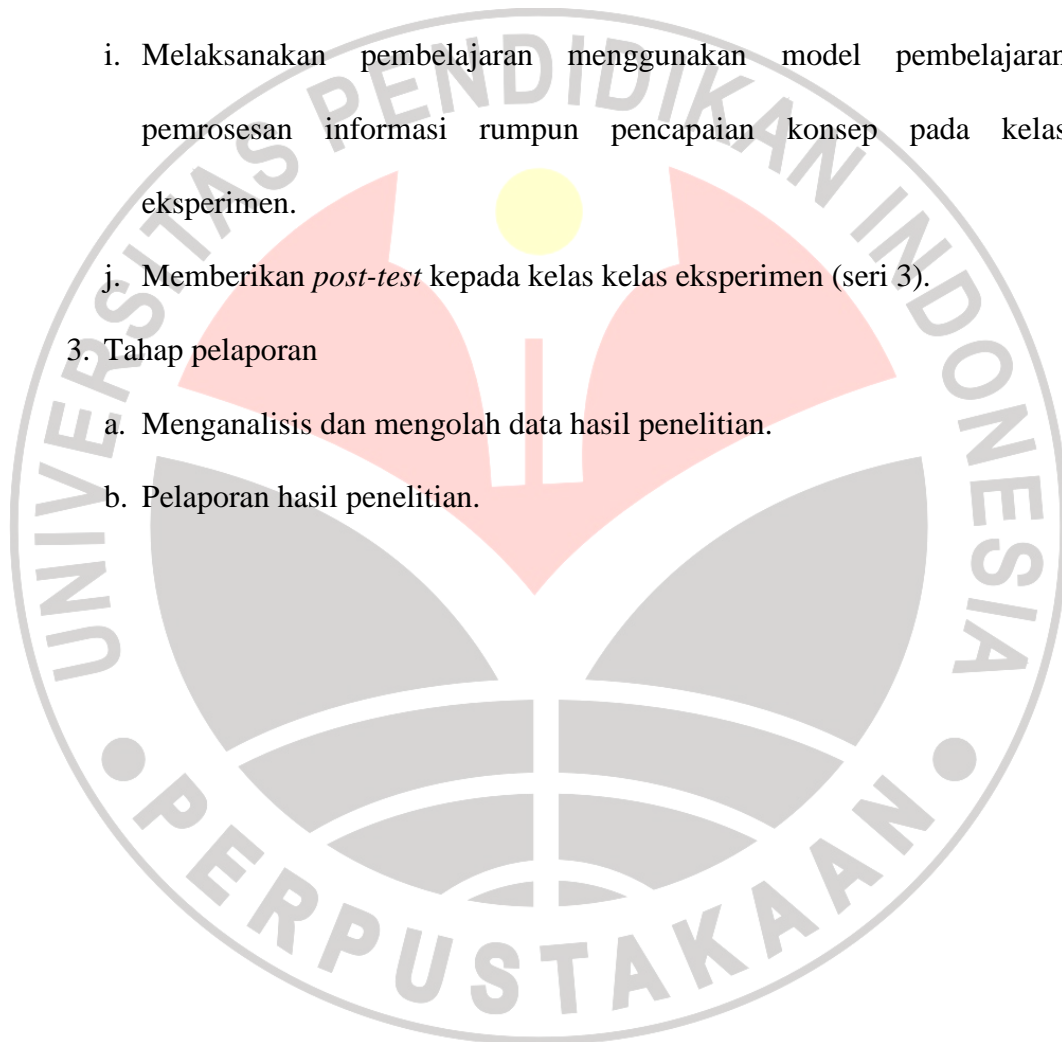 i. Melaksanakan pembelajaran menggunakan model pembelajaran
pemrosesan informasi rumpun pencapaian konsep pada kelas
eksperimen.
j. Memberikan post-test kepada kelas kelas eksperimen (seri 3).
3. Tahap pelaporan
a. Menganalisis dan mengolah data hasil penelitian.
b. Pelaporan hasil penelitian.
UNIVERSITAS PENDIDIKAN INDONESIA
PERPUSTAKAAN